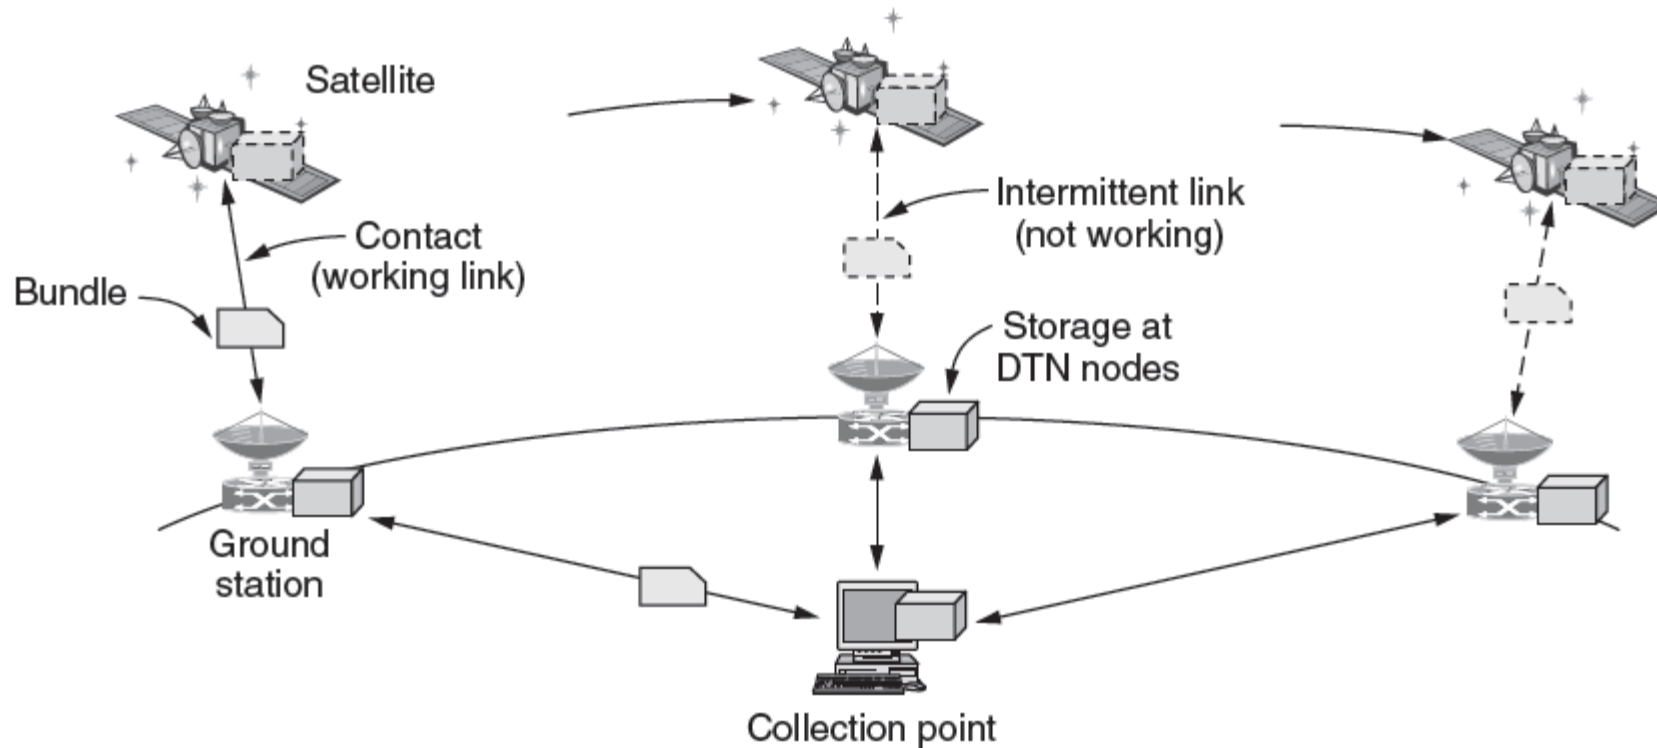 Satellite
Contact
(working link)
Bundle
Intermittent link
(not working)
Storage at
DTN nodes
Ground
station
Collection point